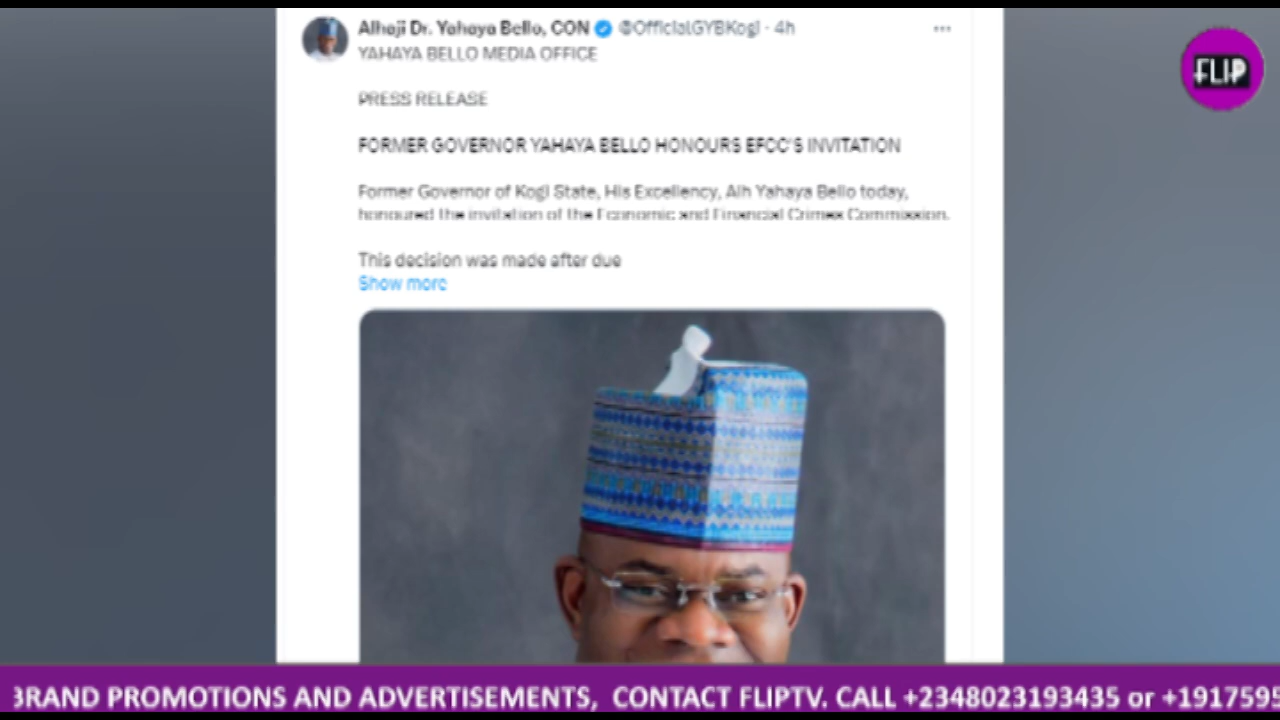 Alhaji Dr. Yahaya Bello, CON @OfficialGYBKogi · 4h
YAHAYA BELLO MEDIA OFFICE
PRESS RELEASE
FORMER GOVERNOR YAHAYA BELLO HONOURS EFCC'S INVITATION
Former Governor of Kogi State, His Excellency, Alh Yahaya Bello today,
honoured the invitation of the Economic and Financial Crimes Commission.
This decision was made after due
Show more
FLIP
BRAND PROMOTIONS AND ADVERTISEMENTS, CONTACT FLIPTV. CALL +2348023193435 or +1917595